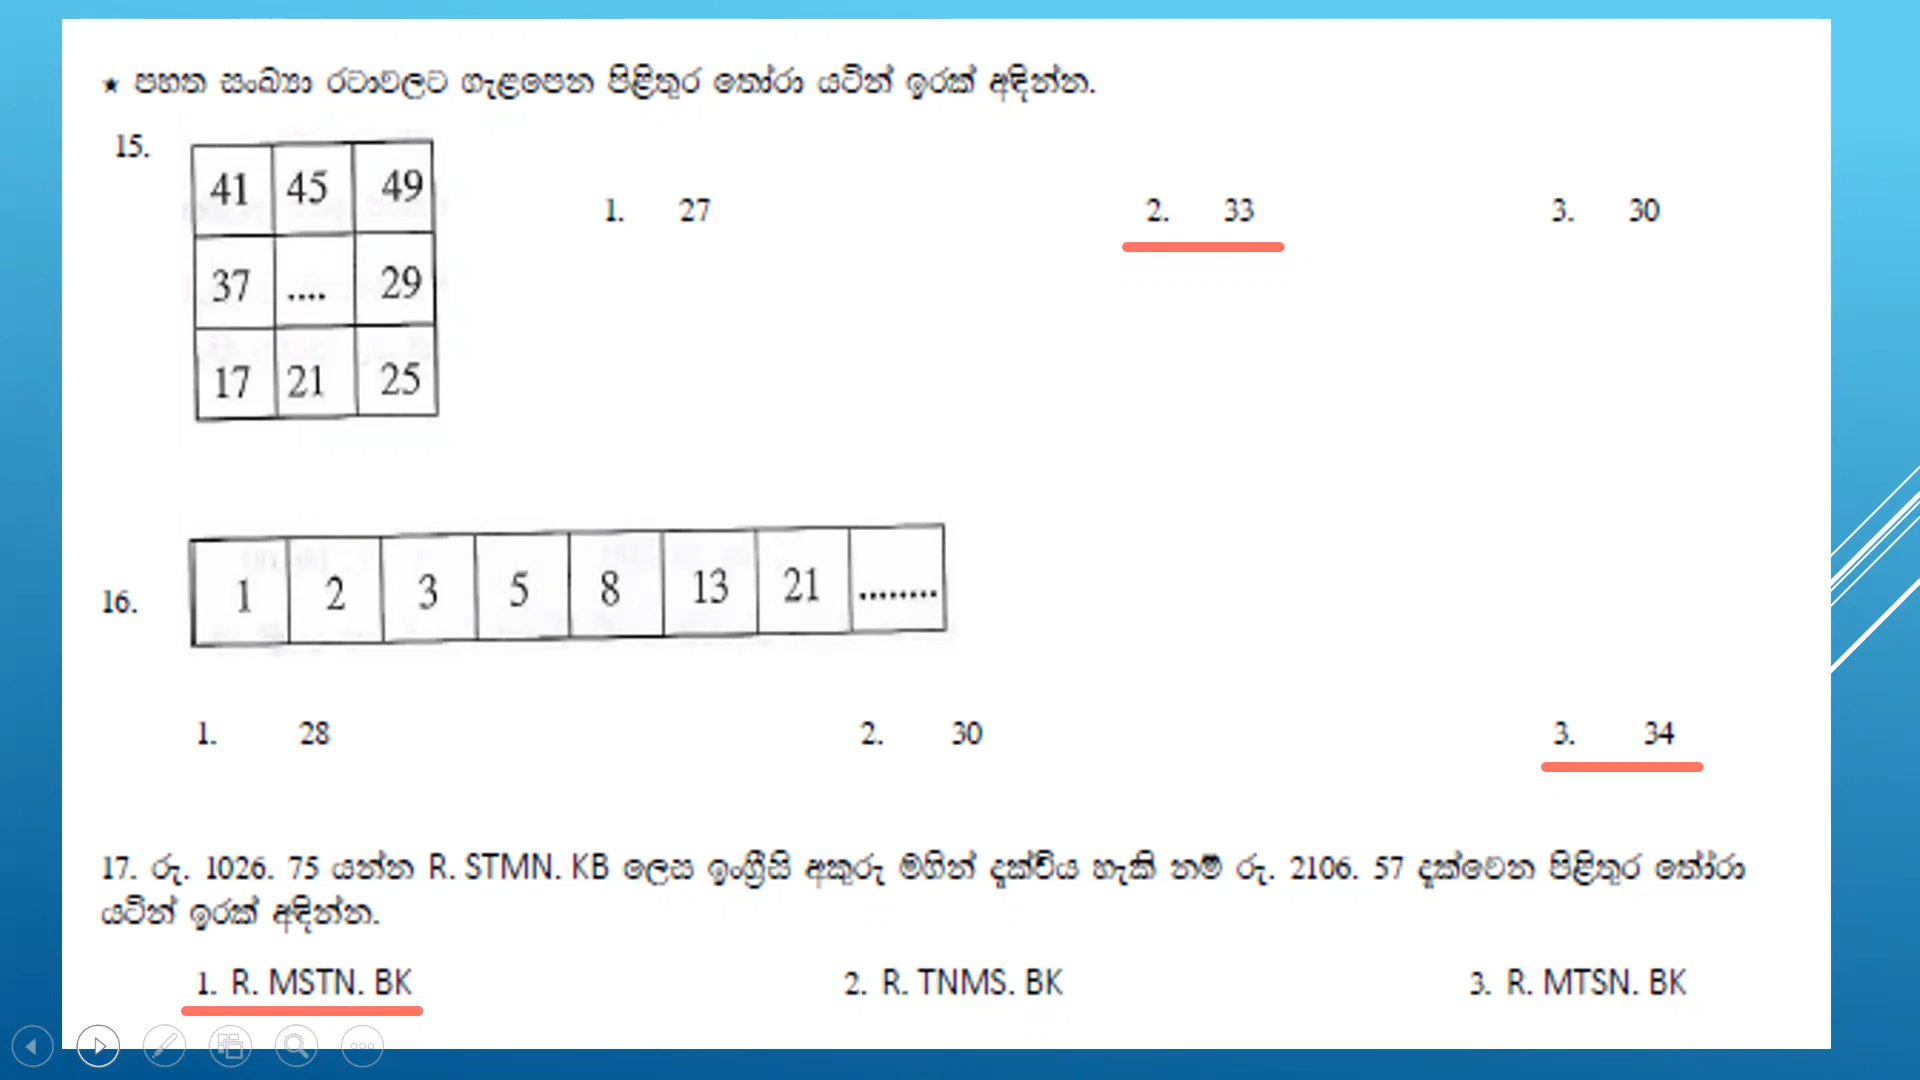 ★ පහත සංඛ්‍යා රටාවලට ගැළපෙන පිළිතුර තෝරා යටින් ඉරක් අඳින්න.
15.
41 45 49
37 .... 29
17 21 25
1. 27 2. 33 3. 30
16.
1 2 3 5 8 13 21 ........
1. 28 2. 30 3. 34
17. රු. 1026. 75 යන්න R. STMN. KB ලෙස ඉංග්‍රීසි අකුරු මගින් දැක්විය හැකි නම් රු. 2106. 57 දැක්වෙන පිළිතුර තෝරා
යටින් ඉරක් අඳින්න.
1. R. MSTN. BK 2. R. TNMS. BK 3. R. MTSN. BK